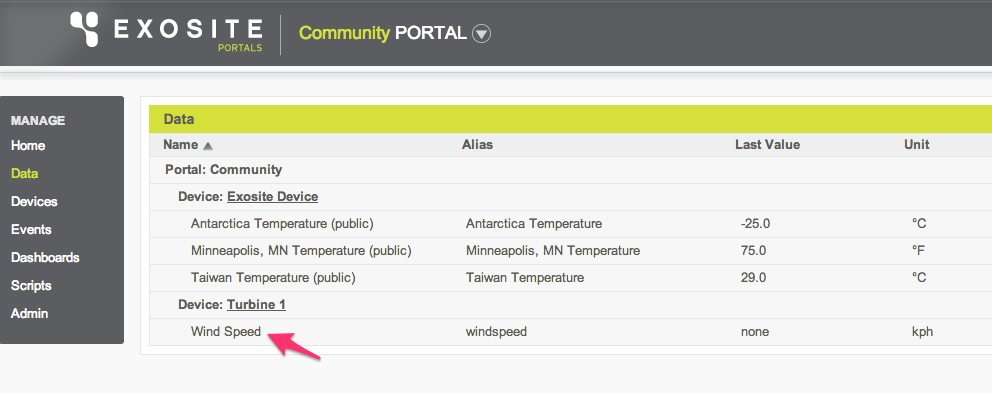 EXOSITE
PORTALS
Community PORTAL
MANAGE
Home
Data
Devices
Events
Dashboards
Scripts
Admin
Data
Name Alias Last Value Unit
Portal: Community
Device: Exosite Device
Antarctica Temperature (public) Antarctica Temperature -25.0 °C
Minneapolis, MN Temperature (public) Minneapolis, MN Temperature 75.0 °F
Taiwan Temperature (public) Taiwan Temperature 29.0 °C
Device: Turbine 1
Wind Speed windspeed none kph